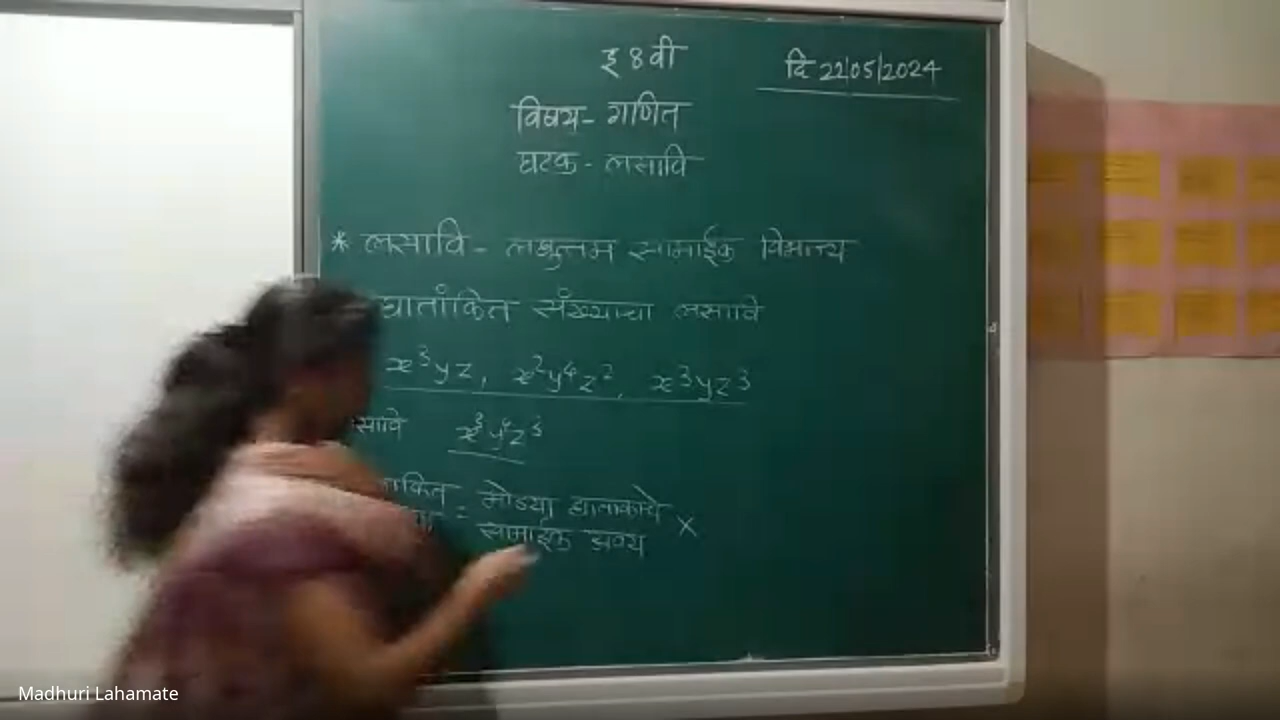 इ 8 वी
दि 22/05/2024
विषय - गणित
घटक - लसावि
* लसावि - लघुत्तम सामाईक विभाज्य
घातांकित संख्याचा लसावि
x³yz, x²y⁴z², x³yz³
सावि x³y⁴z³
ांकित = मोठ्या घाताकाचे ×
सामाईक अवयव
Madhuri Lahamate